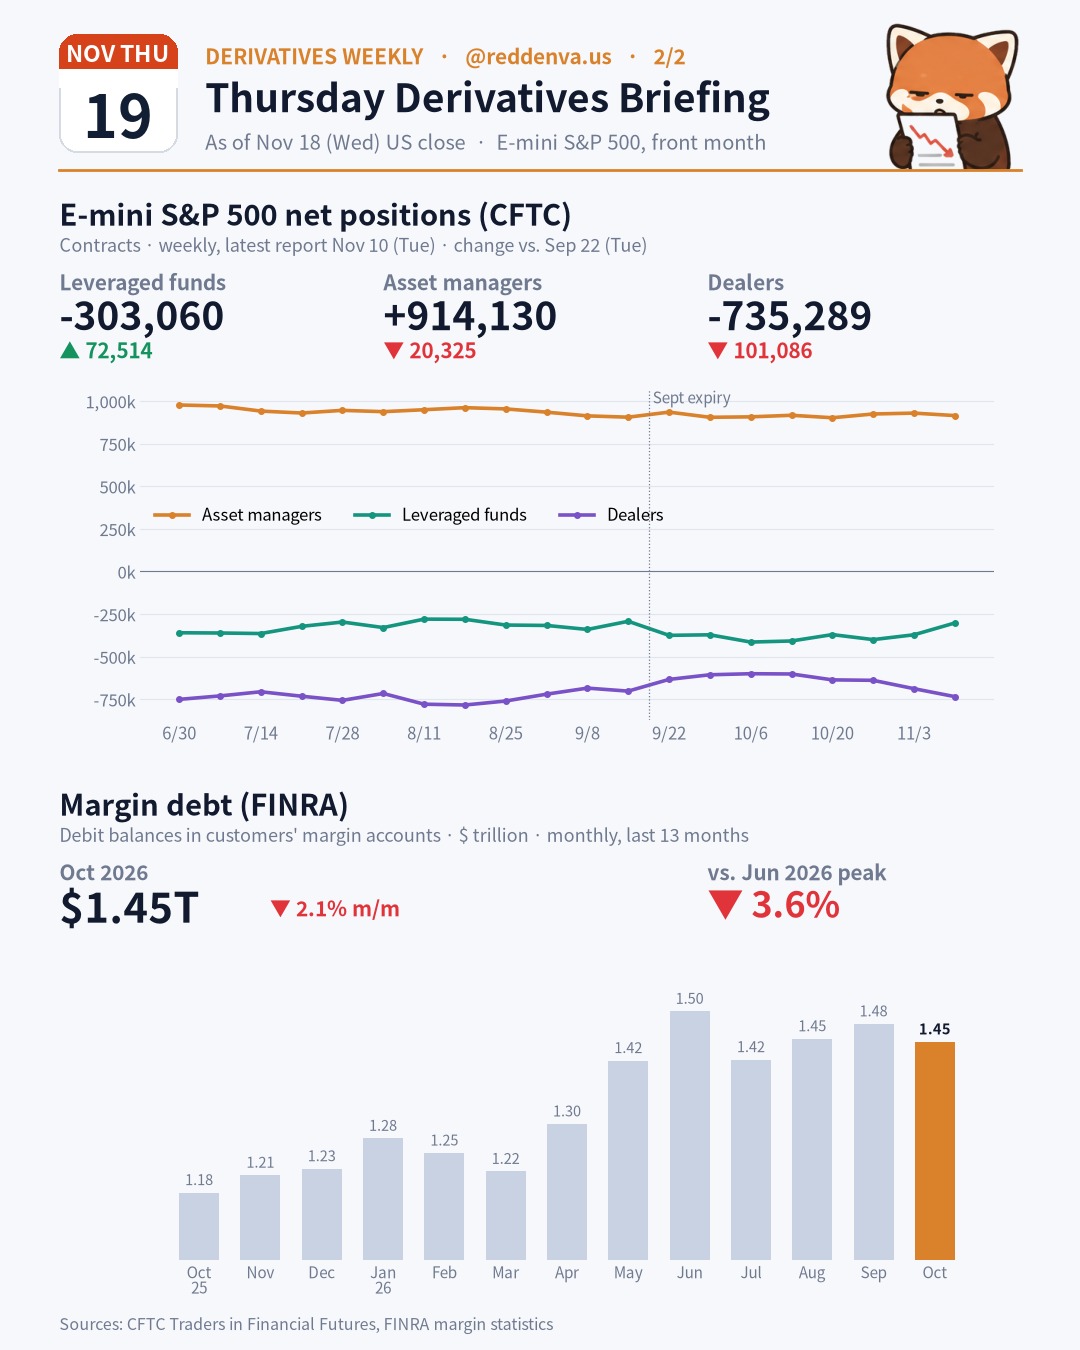 NOV THU
19
DERIVATIVES WEEKLY · @reddenva.us · 2/2
Thursday Derivatives Briefing
As of Nov 18 (Wed) US close · E-mini S&P 500, front month
E-mini S&P 500 net positions (CFTC)
Contracts · weekly, latest report Nov 10 (Tue) · change vs. Sep 22 (Tue)
Leveraged funds Asset managers Dealers
-303,060 +914,130 -735,289
▲ 72,514 ▼ 20,325 ▼ 101,086
Sept expiry
1,000k
750k
500k
Asset managers Leveraged funds Dealers
250k
0k
-250k
-500k
-750k
6/30 7/14 7/28 8/11 8/25 9/8 9/22 10/6 10/20 11/3
Margin debt (FINRA)
Debit balances in customers' margin accounts · $ trillion · monthly, last 13 months
Oct 2026 vs. Jun 2026 peak
$1.45T ▼ 2.1% m/m ▼ 3.6%
1.18 1.21 1.23 1.28 1.25 1.22 1.30 1.42 1.50 1.42 1.45 1.48 1.45
Oct Nov Dec Jan Feb Mar Apr May Jun Jul Aug Sep Oct
25 26
Sources: CFTC Traders in Financial Futures, FINRA margin statistics